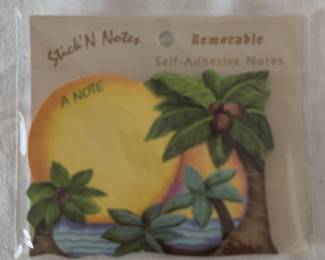 Stick'N Notes
Removable
Self-Adhesive Notes
A NOTE